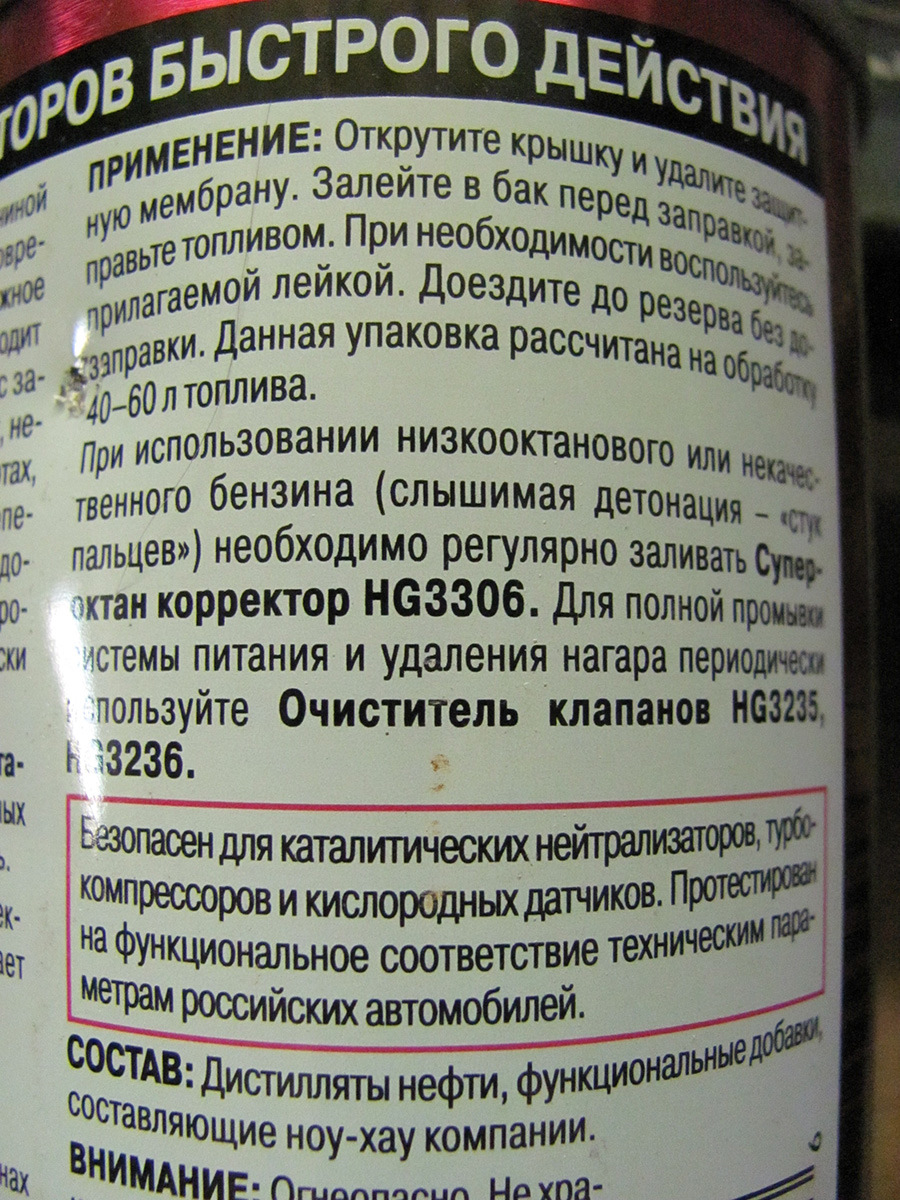 ТОРОВ БЫСТРОГО ДЕЙСТВИЯ
ПРИМЕНЕНИЕ: Открутите крышку и удалите защит-
ную мембрану. Залейте в бак перед заправкой, за-
правьте топливом. При необходимости воспользуйтесь
прилагаемой лейкой. Доездите до резерва без до-
заправки. Данная упаковка рассчитана на обработку
40–60 л топлива.
При использовании низкооктанового или некачес-
твенного бензина (слышимая детонация – «стук
пальцев») необходимо регулярно заливать Супер-
октан корректор HG3306. Для полной промывки
системы питания и удаления нагара периодически
используйте Очиститель клапанов HG3235,
HG3236.
Безопасен для каталитических нейтрализаторов, турбо-
компрессоров и кислородных датчиков. Протестирован
на функциональное соответствие техническим пара-
метрам российских автомобилей.
СОСТАВ: Дистилляты нефти, функциональные добавки,
составляющие ноу-хау компании.
ВНИМАНИЕ: Огнеопасно. Не хра-